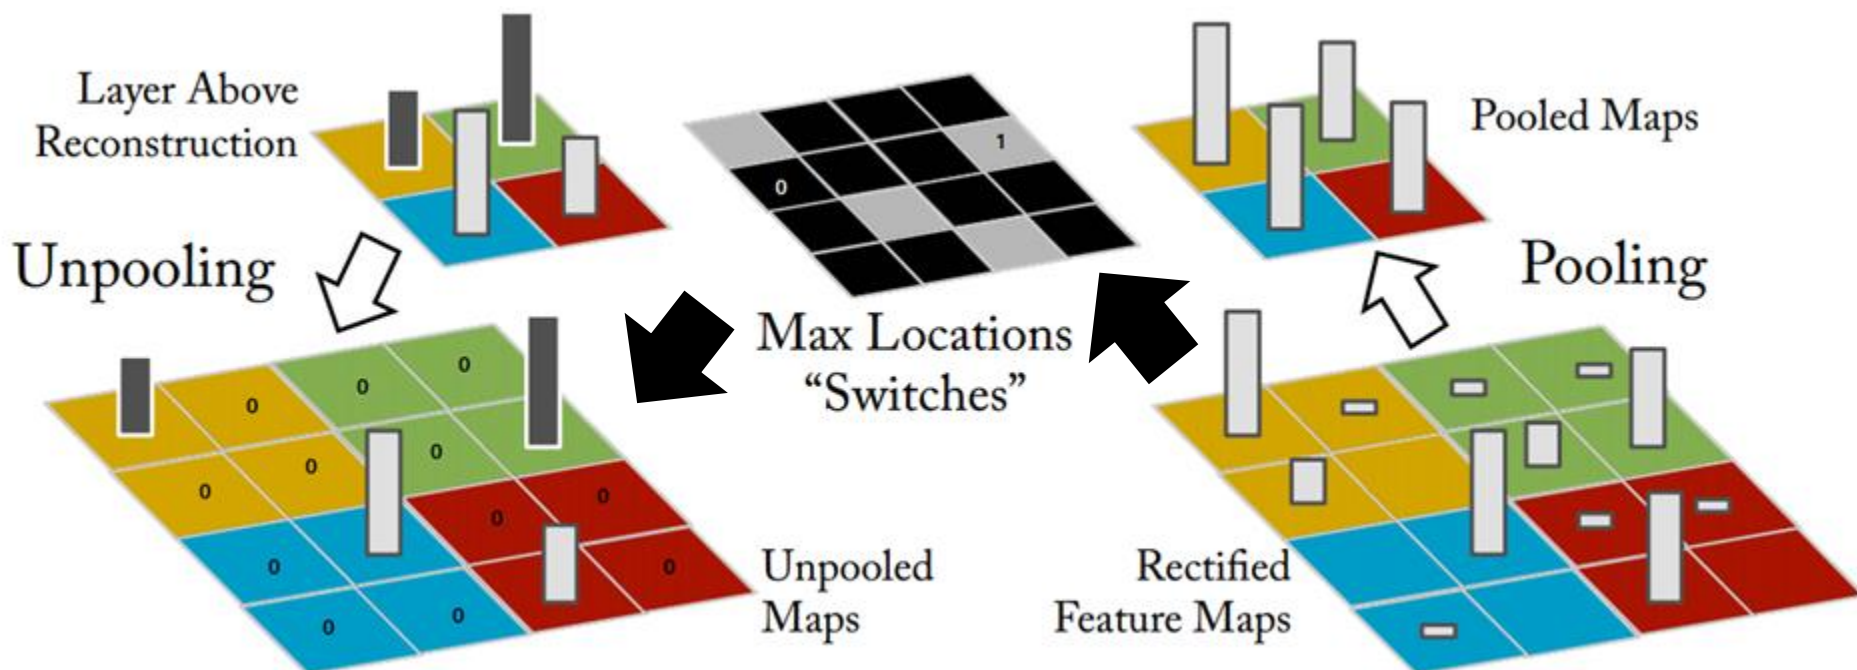 Layer Above
Reconstruction
1
0
Pooled Maps
Unpooling
Pooling
Max Locations
“Switches”
0
0
0
0
0
0
0
0
0
0
0
0
Unpooled
Maps
Rectified
Feature Maps